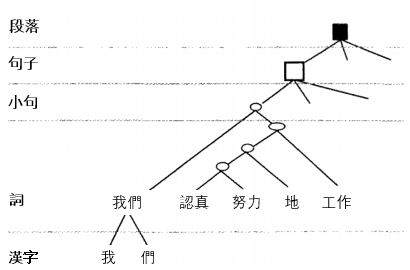 段落
句子
小句
詞 我們 認真 努力 地 工作
漢字 我 們